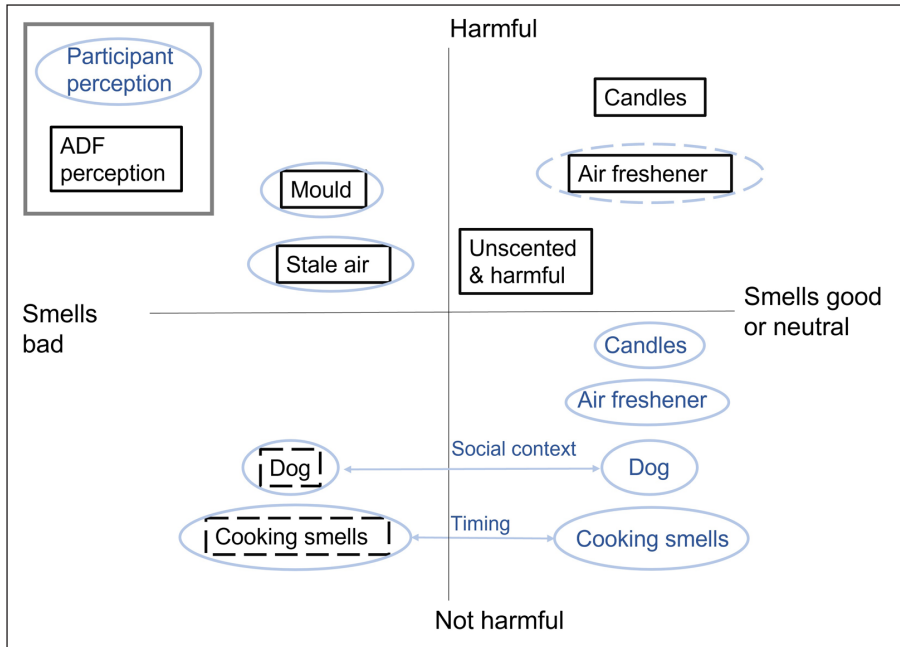 Harmful
Participant
perception
ADF
perception
Candles
Air freshener
Mould
Stale air
Unscented
& harmful
Smells
bad
Smells good
or neutral
Candles
Air freshener
Social context
Dog
Dog
Timing
Cooking smells
Cooking smells
Not harmful